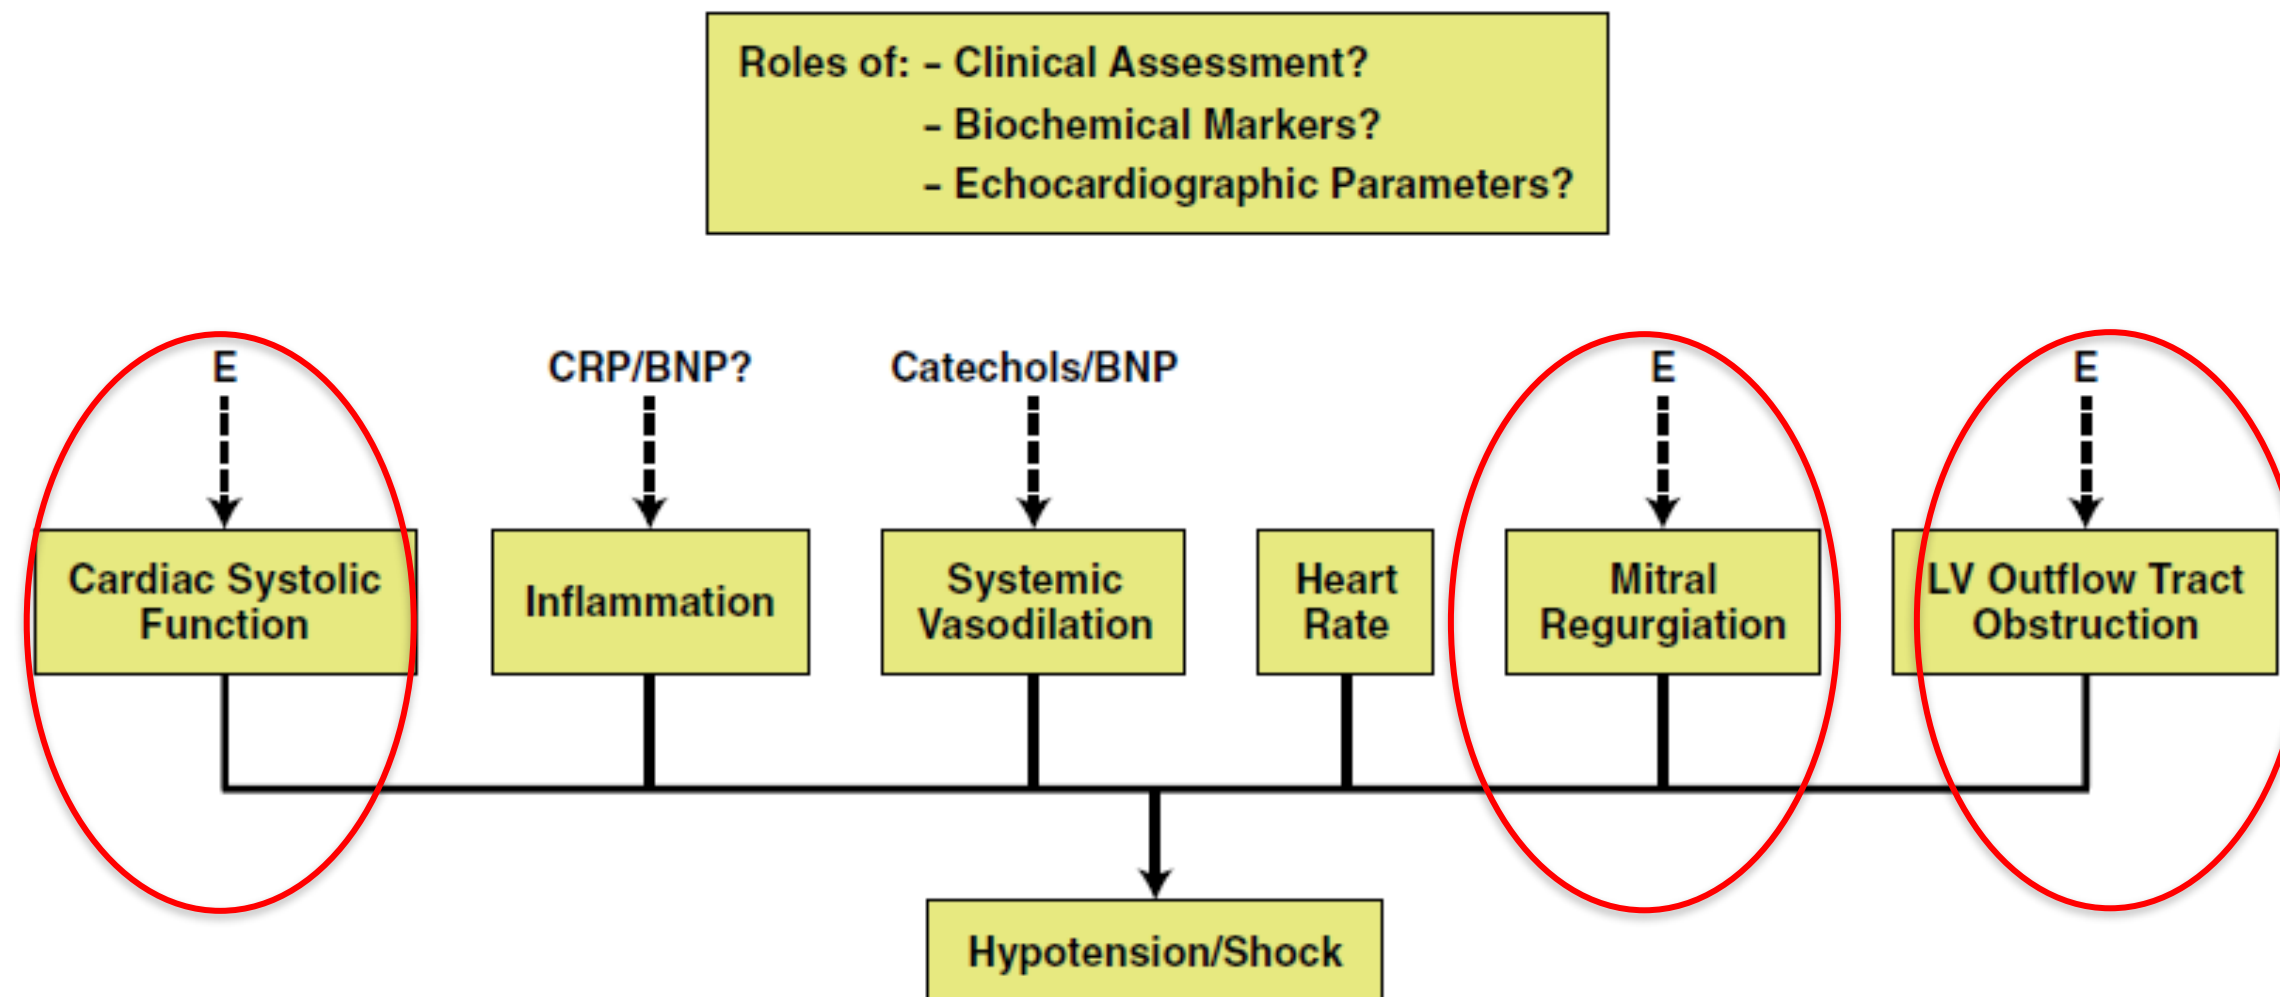 Roles of: – Clinical Assessment?
– Biochemical Markers?
– Echocardiographic Parameters?
E
CRP/BNP?
Catechols/BNP
E
E
Cardiac Systolic
Function
Inflammation
Systemic
Vasodilation
Heart
Rate
Mitral
Regurgiation
LV Outflow Tract
Obstruction
Hypotension/Shock